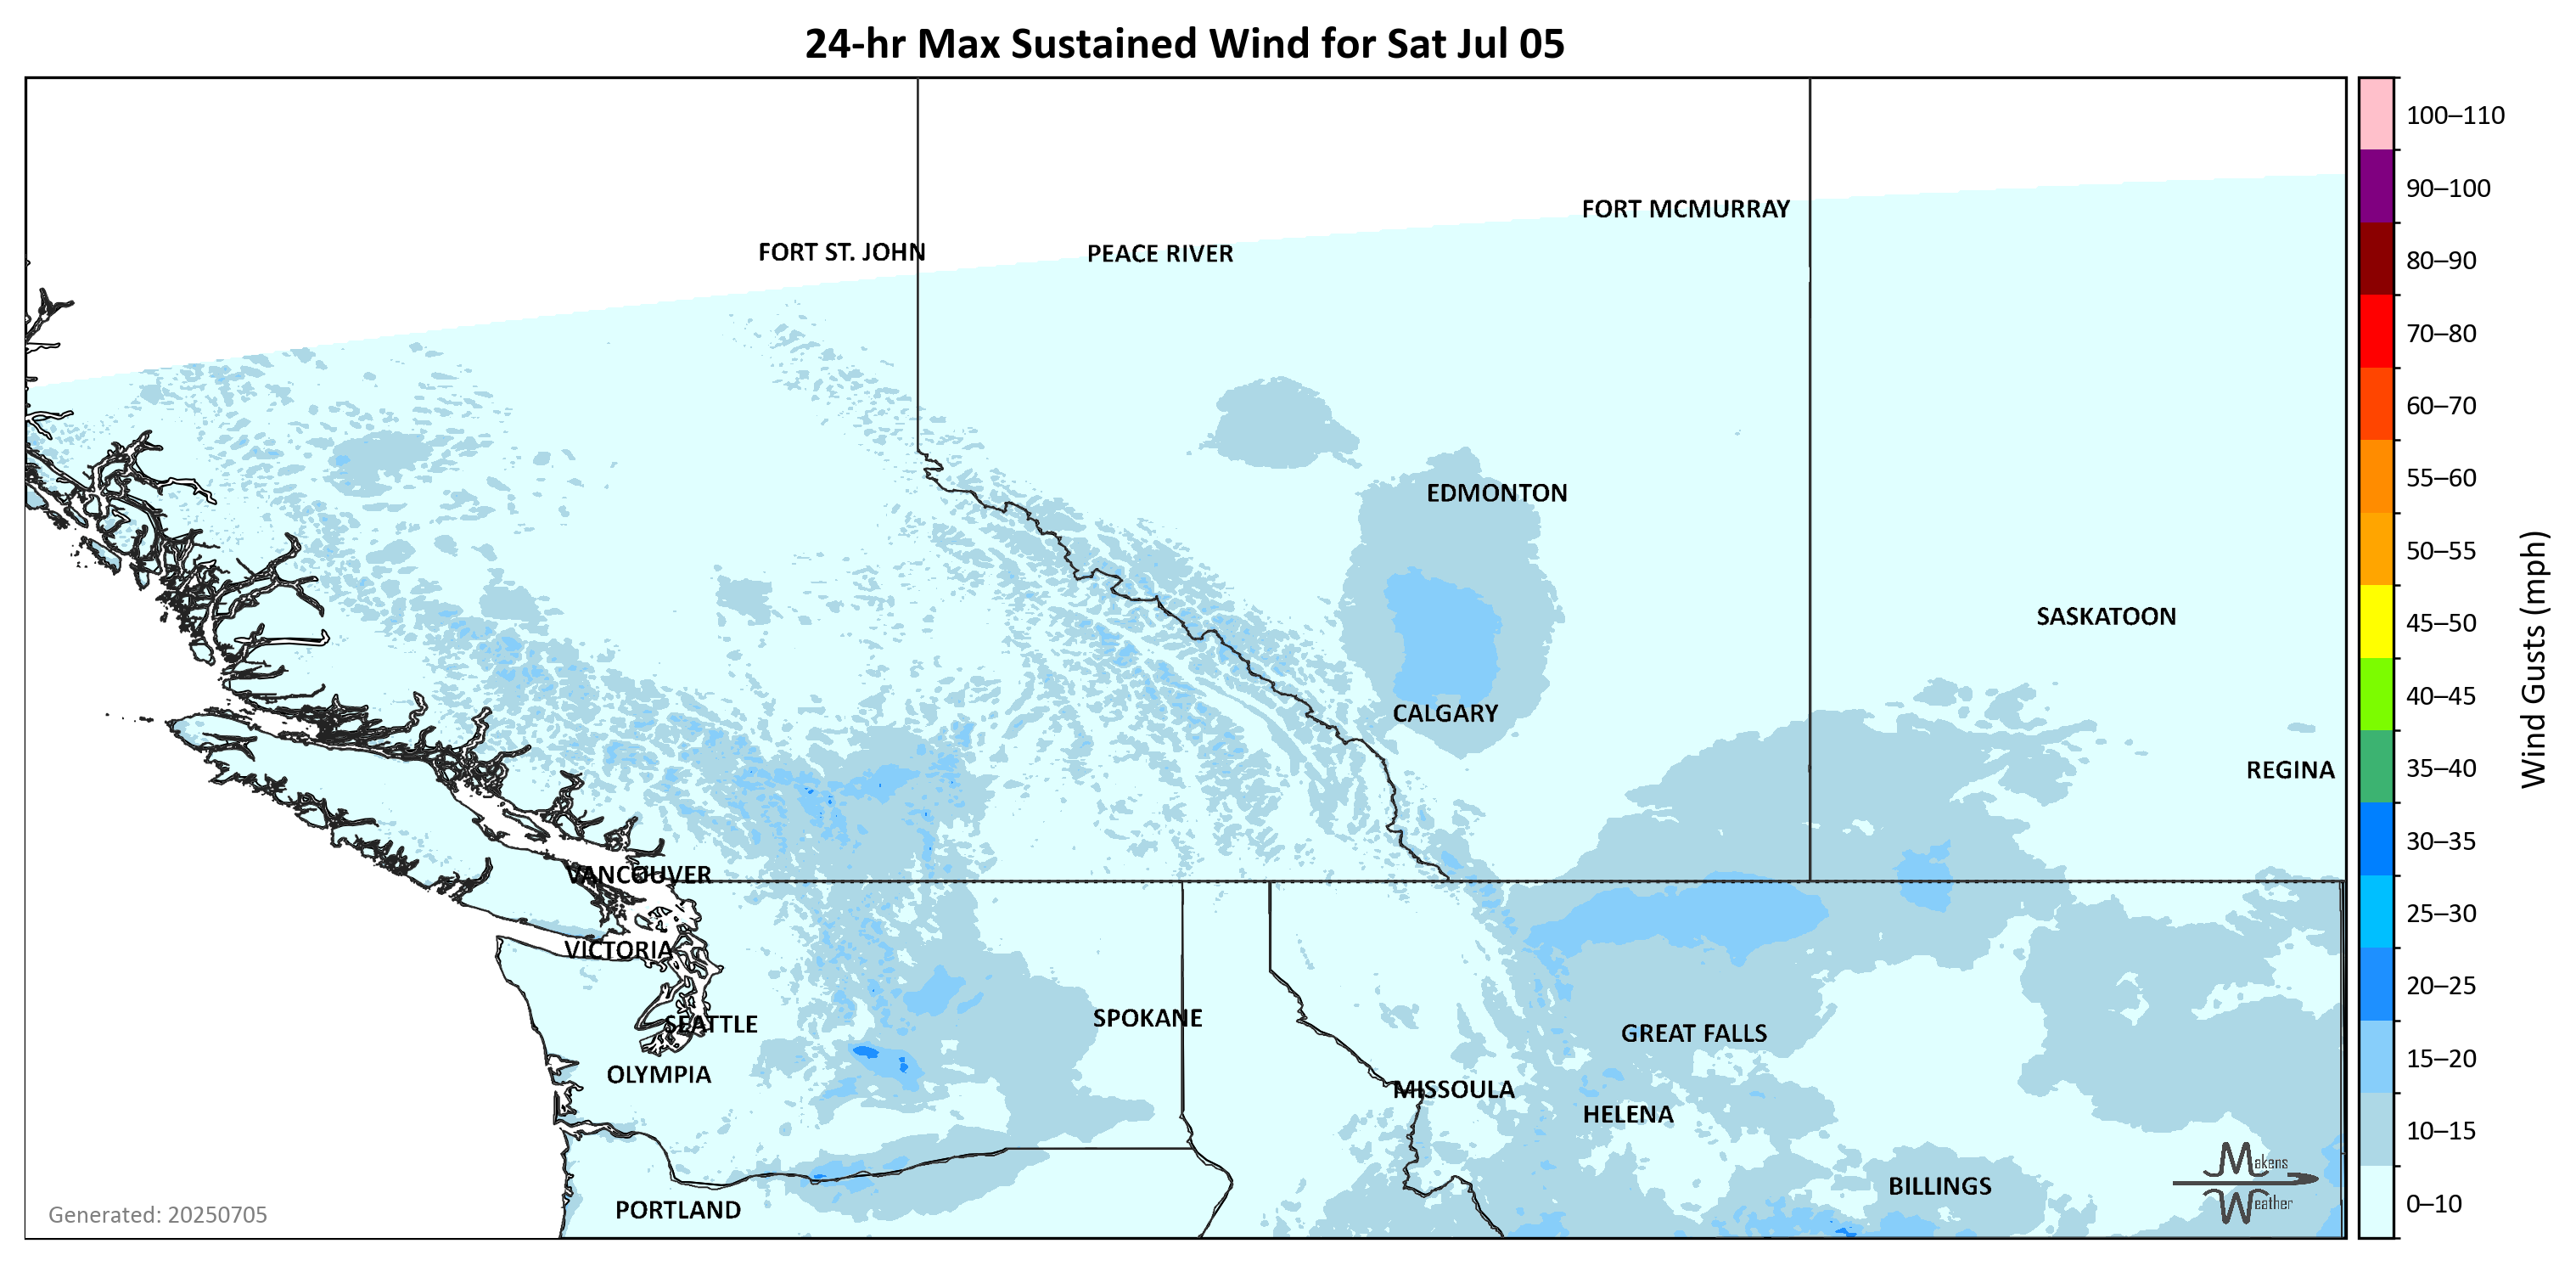 24-hr Max Sustained Wind for Sat Jul 05
100–110
FORT MCMURRAY
90–100
FORT ST. JOHN
PEACE RIVER
80–90
70–80
60–70
EDMONTON
55–60
50–55
SASKATOON
45–50
CALGARY
40–45
REGINA
35–40
Wind Gusts (mph)
VANCOUVER
30–35
VICTORIA
25–30
SEATTLE
SPOKANE
GREAT FALLS
20–25
OLYMPIA
MISSOULA
HELENA
15–20
10–15
Makens
Weather
BILLINGS
PORTLAND
0–10
Generated: 20250705